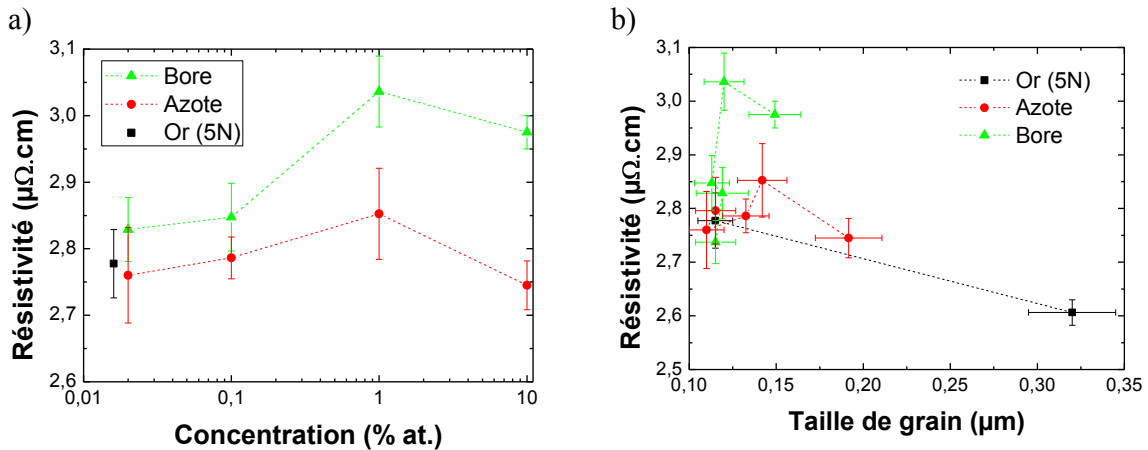 a)
3,1
3,0
2,9
2,8
2,7
2,6
Résistivité (µΩ.cm)
Bore
Azote
Or (5N)
0,01
0,1
1
10
Concentration (% at.)
b)
3,1
3,0
2,9
2,8
2,7
2,6
2,5
Résistivité (µΩ.cm)
Or (5N)
Azote
Bore
0,10
0,15
0,20
0,25
0,30
0,35
Taille de grain (µm)